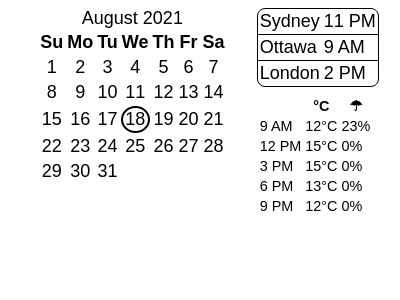 August 2021
Su Mo Tu We Th Fr Sa
1 2 3 4 5 6 7
8 9 10 11 12 13 14
15 16 17 18 19 20 21
22 23 24 25 26 27 28
29 30 31
Sydney 11 PM
Ottawa 9 AM
London 2 PM
°C ☂
9 AM 12°C 23%
12 PM 15°C 0%
3 PM 15°C 0%
6 PM 13°C 0%
9 PM 12°C 0%